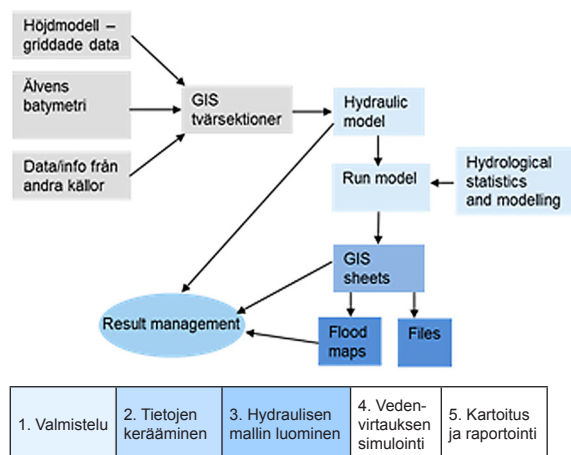 Höjdmodell –
griddade data
Älvens
batymetri
Data/info från
andra källor
GIS
tvärsektioner
Hydraulic
model
Run model
Hydrological
statistics
and modelling
GIS
sheets
Result management
Flood
maps
Files
1. Valmistelu
2. Tietojen
kerääminen
3. Hydraulisen
mallin luominen
4. Veden-
virtauksen
simulointi
5. Kartoitus
ja raportointi